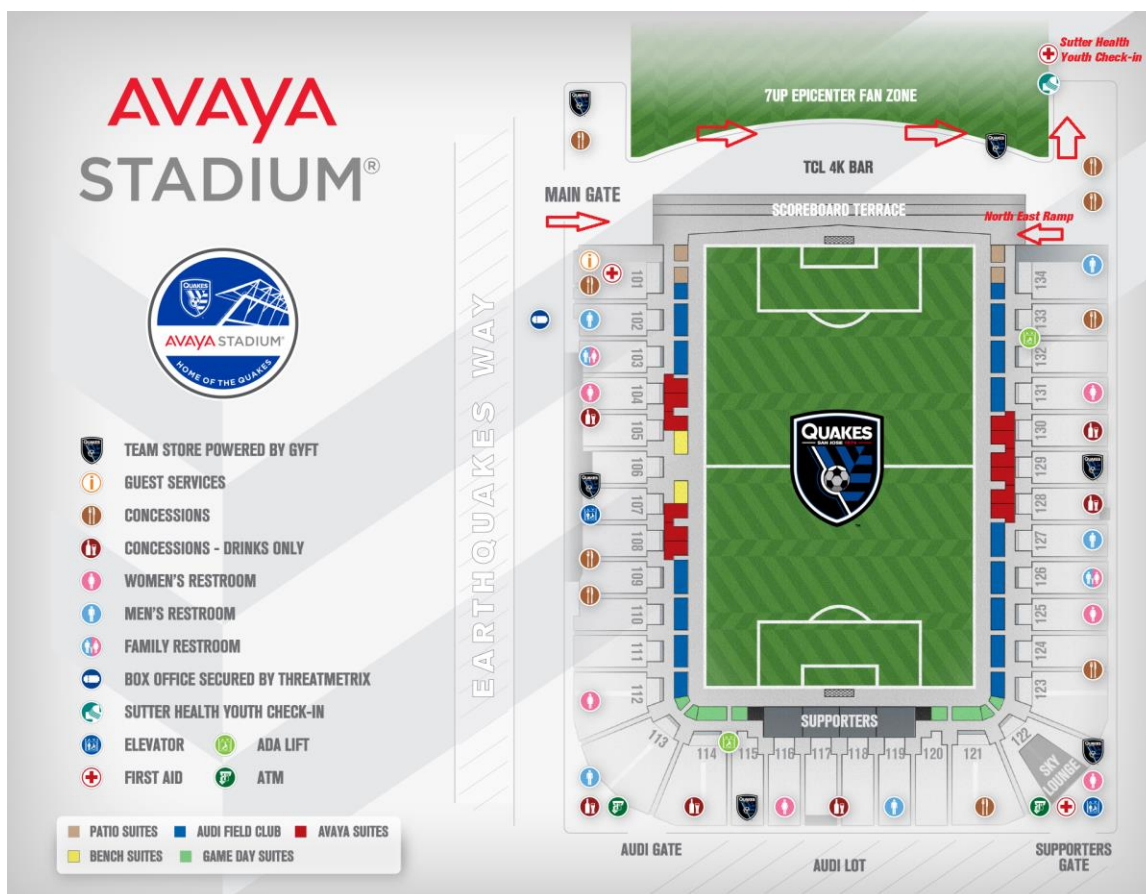 AVAYA
STADIUM®
QUAKES
AVAYA STADIUM
HOME OF THE QUAKES
TEAM STORE POWERED BY GYFT
GUEST SERVICES
CONCESSIONS
CONCESSIONS - DRINKS ONLY
WOMEN'S RESTROOM
MEN'S RESTROOM
FAMILY RESTROOM
BOX OFFICE SECURED BY THREATMETRIX
SUTTER HEALTH YOUTH CHECK-IN
ELEVATOR
ADA LIFT
FIRST AID
ATM
PATIO SUITES
AUDI FIELD CLUB
AVAYA SUITES
BENCH SUITES
GAME DAY SUITES
EARTHQUAKES WAY
Sutter Health
Youth Check-in
7UP EPICENTER FAN ZONE
TCL 4K BAR
MAIN GATE
SCOREBOARD TERRACE
North East Ramp
101
102
103
104
105
106
107
108
109
110
111
112
113
114
115
116
117
118
119
120
121
122
123
124
125
126
127
128
129
130
131
132
133
134
QUAKES
SAN JOSE 1974
™
SUPPORTERS
SKY
LOUNGE
AUDI GATE
AUDI LOT
SUPPORTERS
GATE